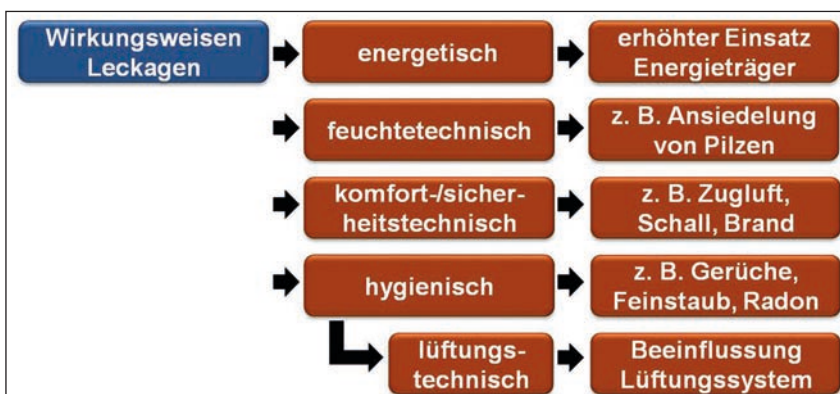 Wirkungsweisen
Leckagen
energetisch
erhöhter Einsatz
Energieträger
feuchtetechnisch
z. B. Ansiedelung
von Pilzen
komfort-/sicher-
heitstechnisch
z. B. Zugluft,
Schall, Brand
hygienisch
z. B. Gerüche,
Feinstaub, Radon
lüftungs-
technisch
Beeinflussung
Lüftungssystem